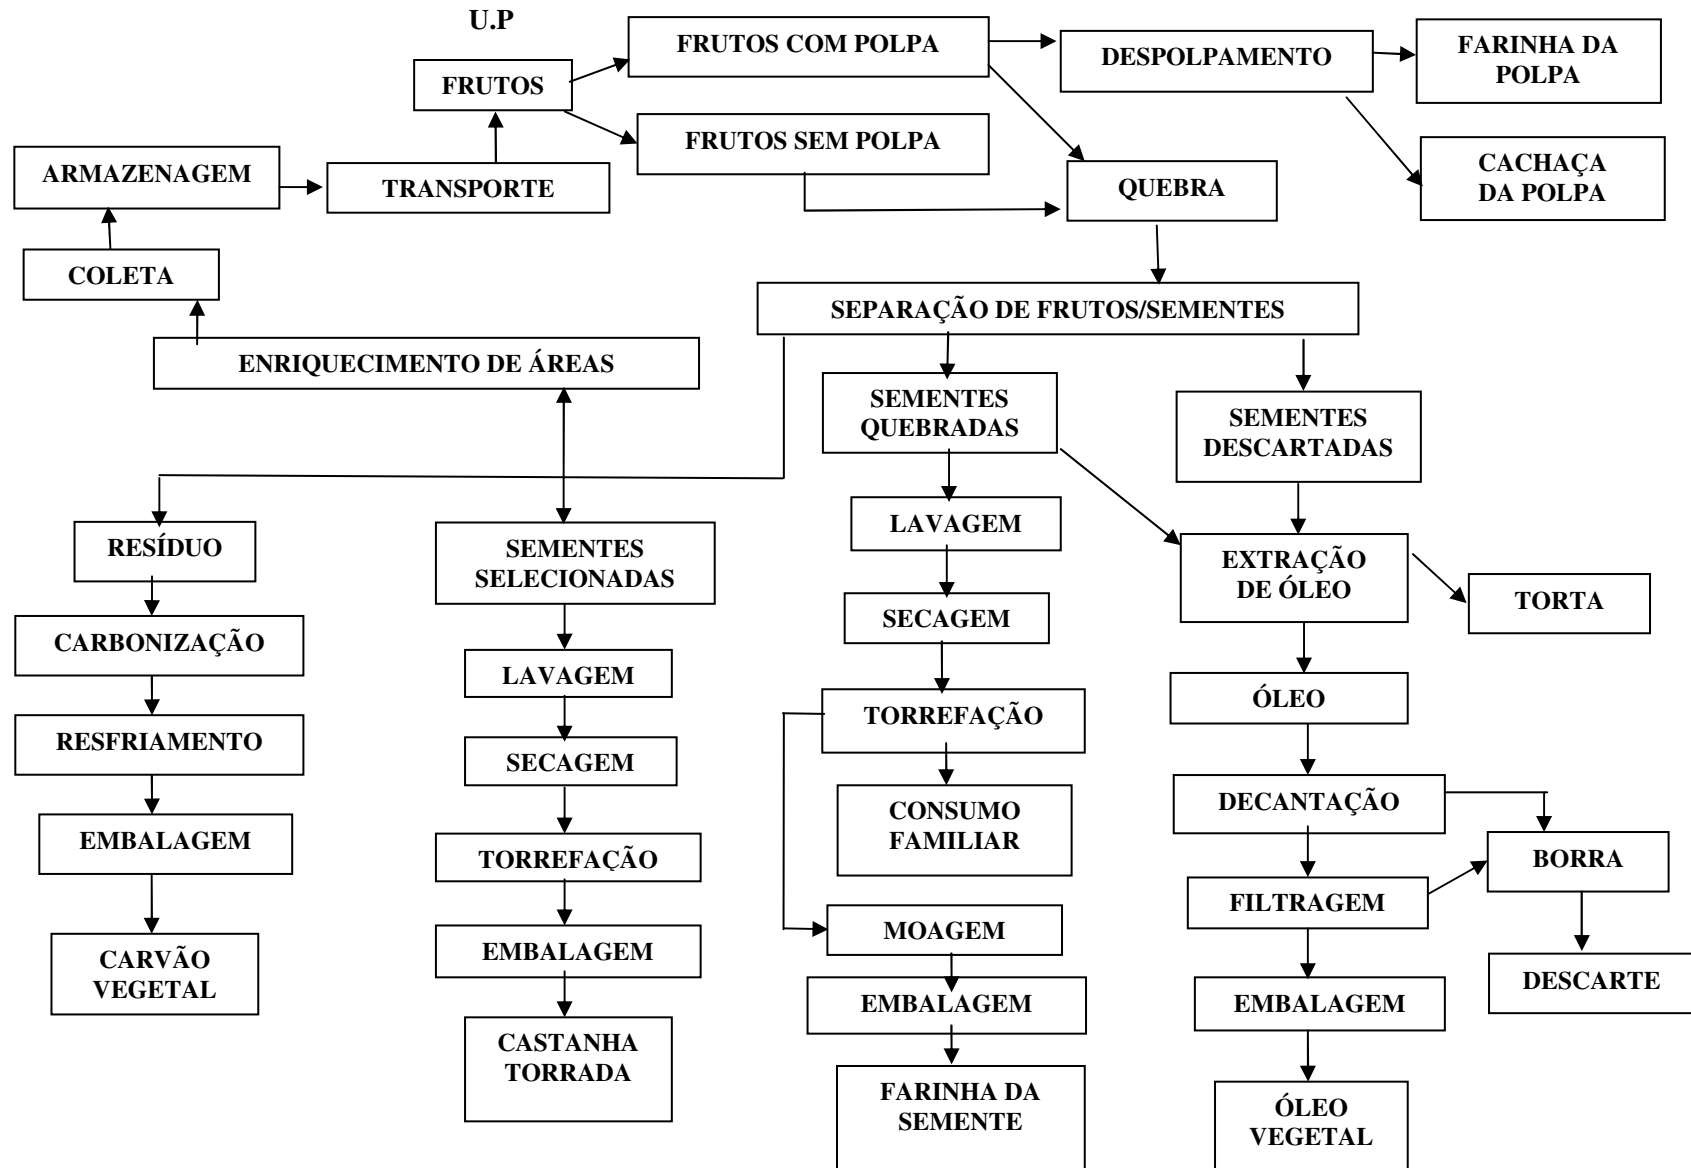 U.P
FRUTOS COM POLPA
FARINHA DA
POLPA
DESPOLPAMENTO
FRUTOS
FRUTOS SEM POLPA
ARMAZENAGEM
TRANSPORTE
QUEBRA
CACHAÇA
DA POLPA
COLETA
SEPARAÇÃO DE FRUTOS/SEMENTES
ENRIQUECIMENTO DE ÁREAS
SEMENTES
QUEBRADAS
SEMENTES
DESCARTADAS
RESÍDUO
SEMENTES
SELECIONADAS
LAVAGEM
EXTRAÇÃO
DE ÓLEO
TORTA
CARBONIZAÇÃO
LAVAGEM
SECAGEM
ÓLEO
RESFRIAMENTO
SECAGEM
TORREFAÇÃO
DECANTAÇÃO
EMBALAGEM
TORREFAÇÃO
CONSUMO
FAMILIAR
BORRA
FILTRAGEM
CARVÃO
VEGETAL
EMBALAGEM
MOAGEM
DESCARTE
EMBALAGEM
EMBALAGEM
CASTANHA
TORRADA
FARINHA DA
SEMENTE
ÓLEO
VEGETAL